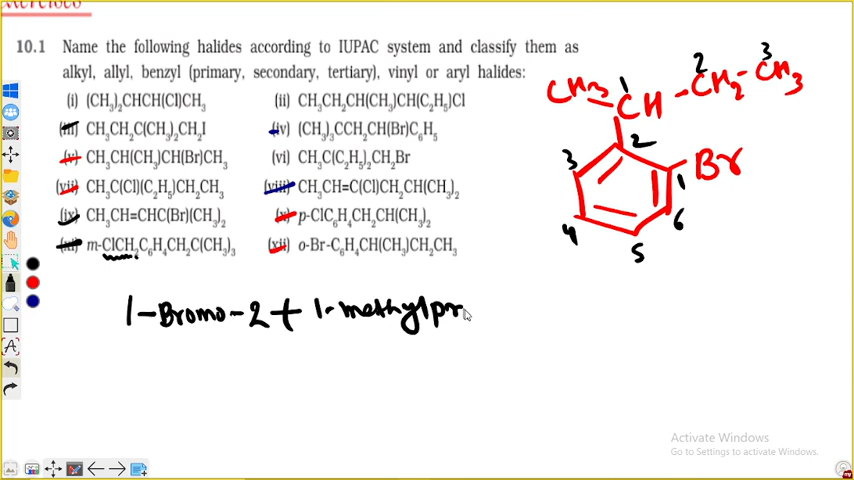 Exercises
10.1 Name the following halides according to IUPAC system and classify them as
alkyl, allyl, benzyl (primary, secondary, tertiary), vinyl or aryl halides:
(i) (CH₃)₂CHCH(Cl)CH₃ (ii) CH₃CH₂CH(CH₃)CH(C₂H₅)Cl
(iii) CH₃CH₂C(CH₃)₂CH₂I (iv) (CH₃)₃CCH₂CH(Br)C₆H₅
(v) CH₃CH(CH₃)CH(Br)CH₃ (vi) CH₃C(C₂H₅)₂CH₂Br
(vii) CH₃C(Cl)(C₂H₅)CH₂CH₃ (viii) CH₃CH=C(Cl)CH₂CH(CH₃)₂
(ix) CH₃CH=CHC(Br)(CH₃)₂ (x) p-ClC₆H₄CH₂CH(CH₃)₂
(xi) m-ClCH₂C₆H₄CH₂C(CH₃)₃ (xii) o-Br-C₆H₄CH(CH₃)CH₂CH₃
1 2 3
CH₃-CH-CH₂-CH₃
2
3 Br
1
4 6
5
1-Bromo-2-(1-methylpr
Activate Windows
Go to Settings to activate Windows.